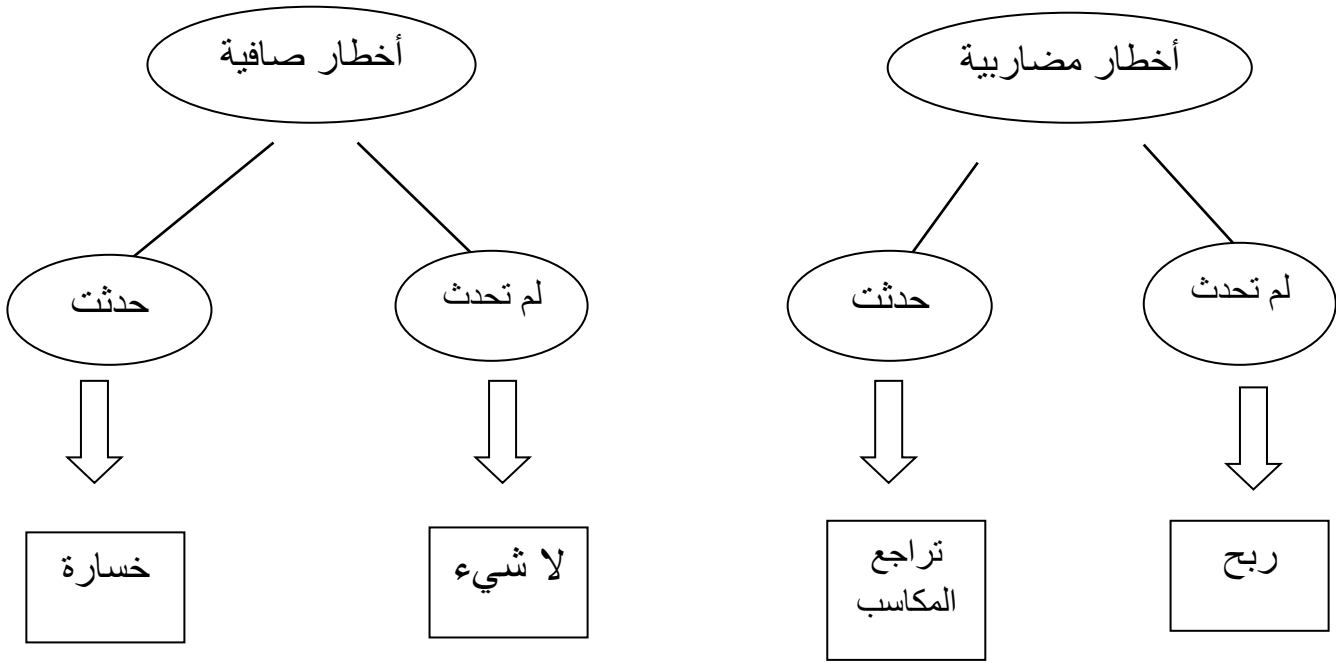 أخطار مضاربية
أخطار صافية
لم تحدث
حدثت
لم تحدث
حدثت
ربح
تراجع
المكاسب
لا شيء
خسارة